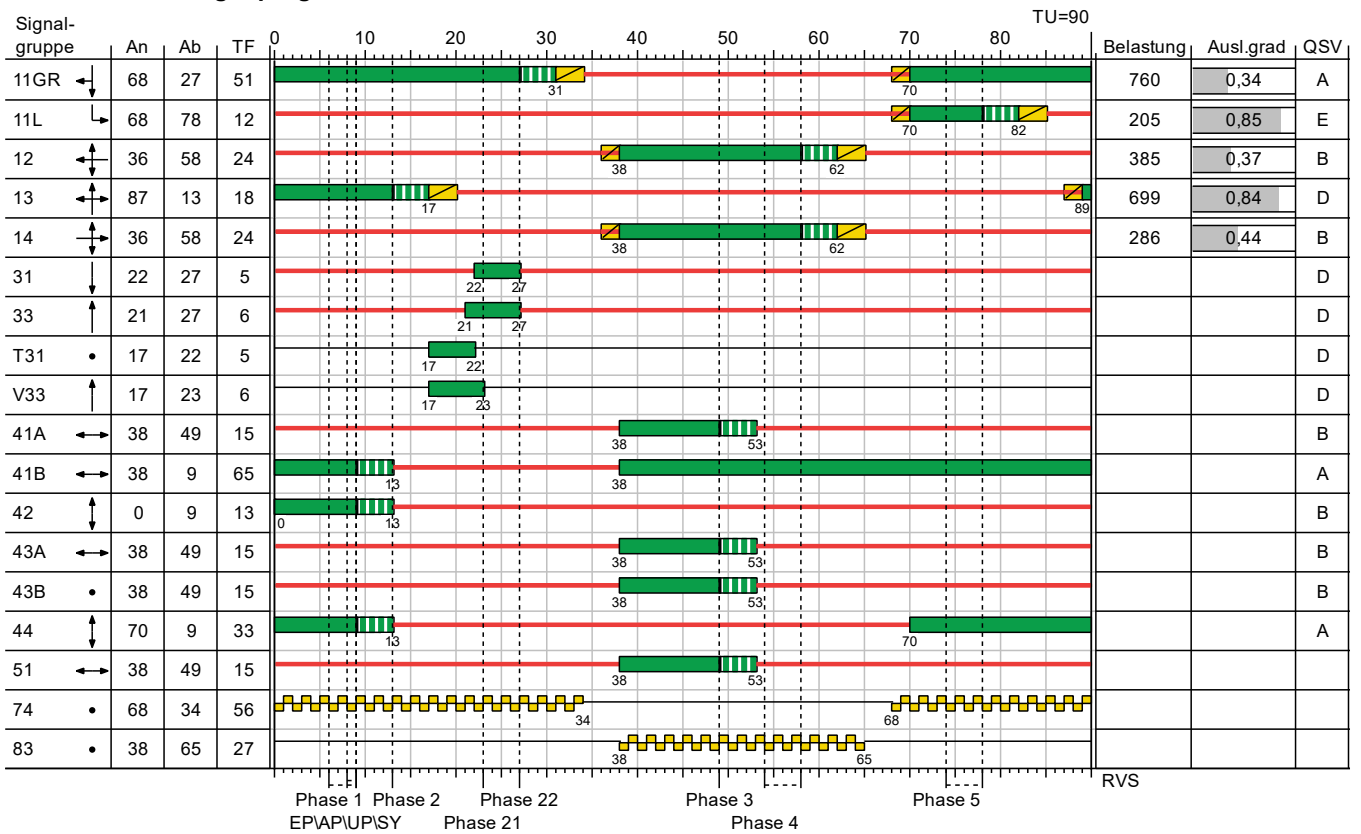 TU=90
Signal-
gruppe An Ab TF 0 10 20 30 40 50 60 70 80 Belastung Ausl.grad QSV
11GR 68 27 51 31 70 760 0,34 A
11L 68 78 12 70 82 205 0,85 E
12 36 58 24 38 62 385 0,37 B
13 87 13 18 17 89 699 0,84 D
14 36 58 24 38 62 286 0,44 B
31 22 27 5 22 27 D
33 21 27 6 21 27 D
T31 17 22 5 17 22 D
V33 17 23 6 17 23 D
41A 38 49 15 38 53 B
41B 38 9 65 13 38 A
42 0 9 13 0 13 B
43A 38 49 15 38 53 B
43B 38 49 15 38 53 B
44 70 9 33 13 70 A
51 38 49 15 38 53
74 68 34 56 34 68
83 38 65 27 38 65
RVS
Phase 1 Phase 2 Phase 22 Phase 3 Phase 5
EP\AP\UP\SY Phase 21 Phase 4